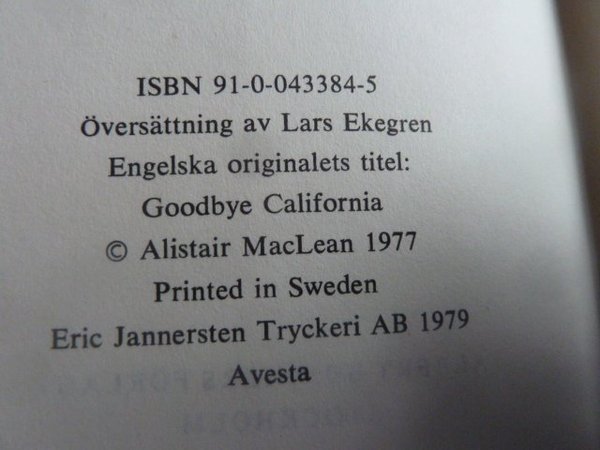 ISBN 91-0-043384-5
Översättning av Lars Ekegren
Engelska originalets titel:
Goodbye California
© Alistair MacLean 1977
Printed in Sweden
Eric Jannersten Tryckeri AB 1979
Avesta